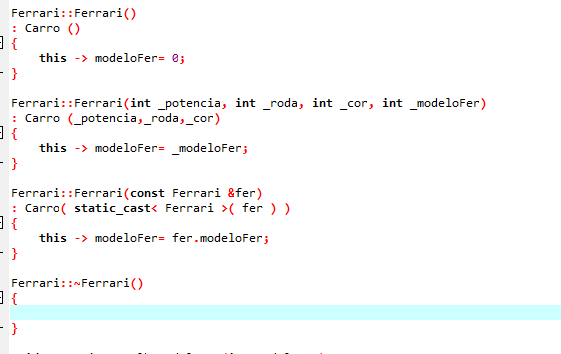 Ferrari::Ferrari()
: Carro ()
{
this -> modeloFer= 0;
}
Ferrari::Ferrari(int _potencia, int _roda, int _cor, int _modeloFer)
: Carro (_potencia,_roda,_cor)
{
this -> modeloFer= _modeloFer;
}
Ferrari::Ferrari(const Ferrari &fer)
: Carro( static_cast< Ferrari >( fer ) )
{
this -> modeloFer= fer.modeloFer;
}
Ferrari::~Ferrari()
{
}